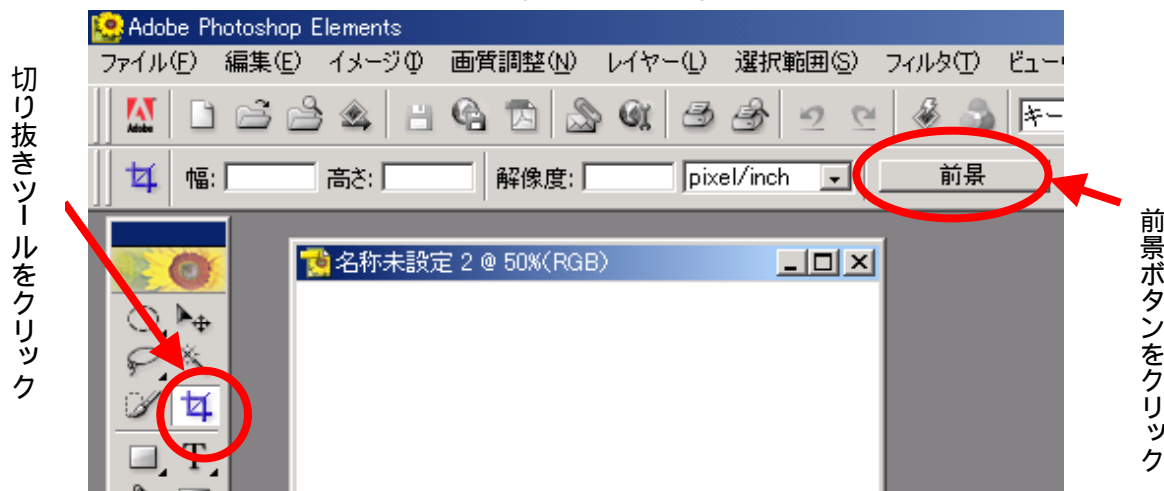 Adobe Photoshop Elements
ファイル(F) 編集(E) イメージ(I) 画質調整(N) レイヤー(L) 選択範囲(S) フィルタ(T) ビュー
Adobe
キー
幅: 高さ: 解像度: pixel/inch 前景
名称未設定 2 @ 50%(RGB)
T
切り抜きツールをクリック
前景ボタンをクリック